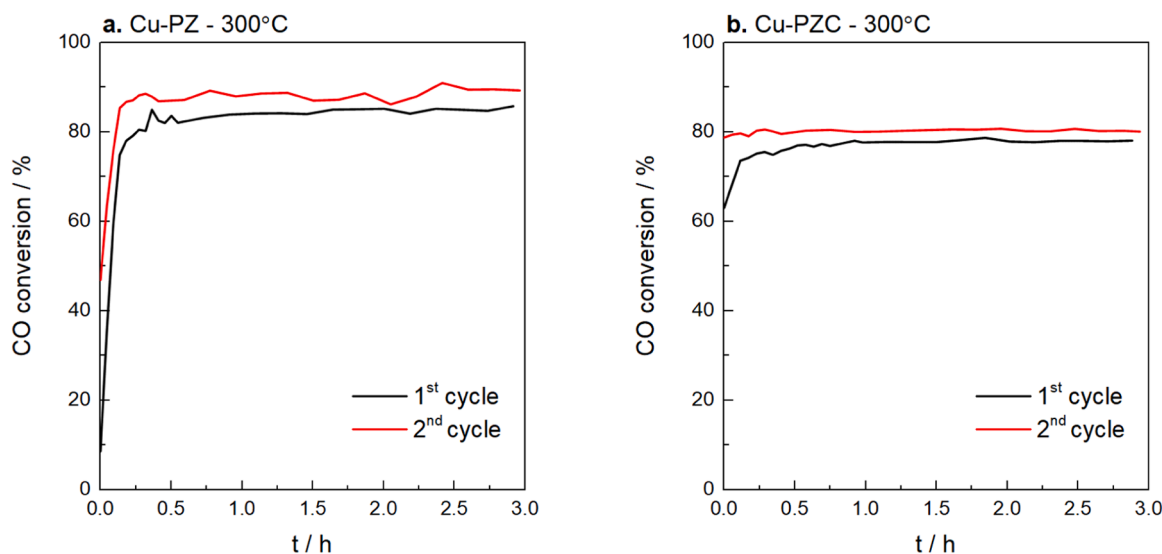 a. Cu-PZ - 300°C
100
80
60
40
20
0
CO conversion / %
1st cycle
2nd cycle
0.0 0.5 1.0 1.5 2.0 2.5 3.0
t / h
b. Cu-PZC - 300°C
100
80
60
40
20
0
CO conversion / %
1st cycle
2nd cycle
0.0 0.5 1.0 1.5 2.0 2.5 3.0
t / h